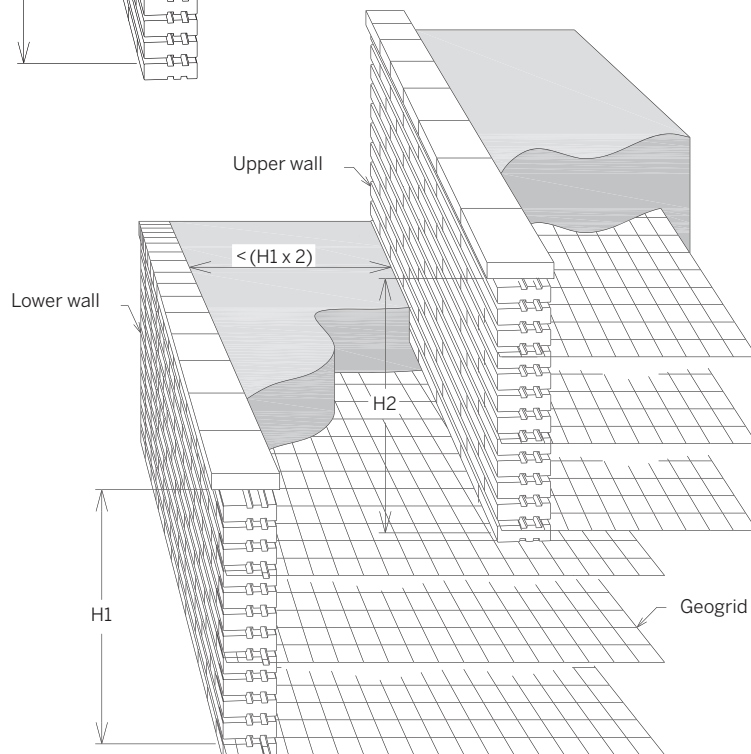 Upper wall
< (H1 x 2)
Lower wall
H2
H1
Geogrid